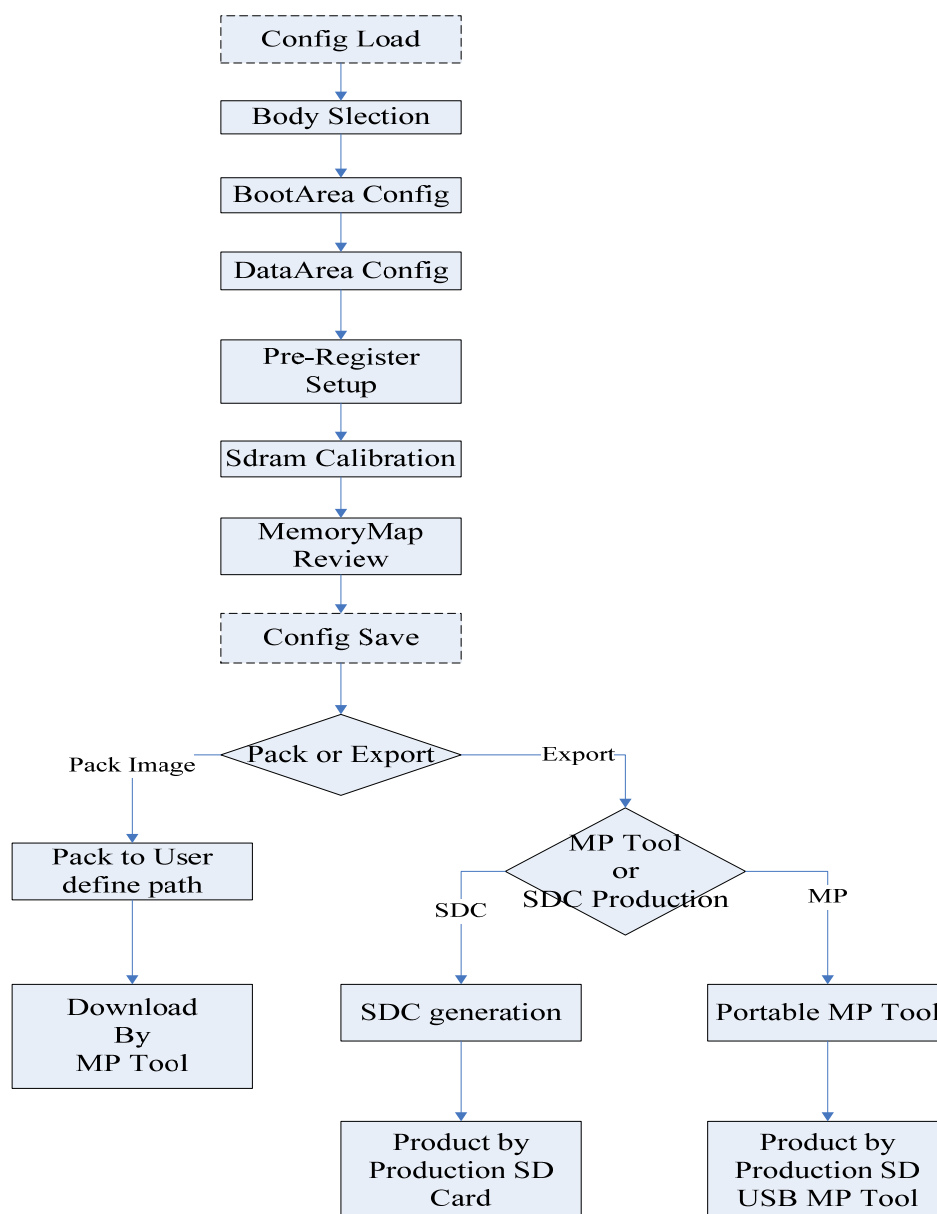 Config Load
Body Slection
BootArea Config
DataArea Config
Pre-Register
Setup
Sdram Calibration
MemoryMap
Review
Config Save
Pack or Export
Pack Image
Export
Pack to User
define path
MP Tool
or
SDC Production
SDC
MP
Download
By
MP Tool
SDC generation
Portable MP Tool
Product by
Production SD
Card
Product by
Production SD
USB MP Tool